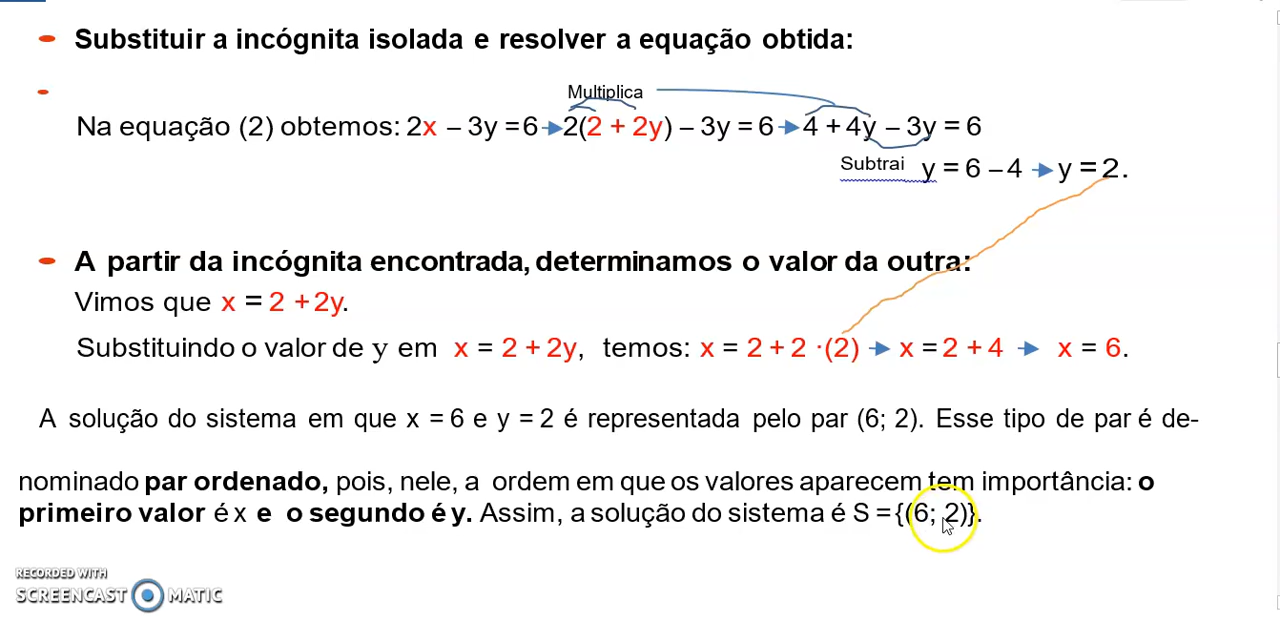 Substituir a incógnita isolada e resolver a equação obtida:
Multiplica
Na equação (2) obtemos: 2x – 3y = 6 → 2(2 + 2y) – 3y = 6 → 4 + 4y – 3y = 6
Subtrai y = 6 – 4 → y = 2.
A partir da incógnita encontrada, determinamos o valor da outra:
Vimos que x = 2 + 2y.
Substituindo o valor de y em x = 2 + 2y, temos: x = 2 + 2 ·(2) → x = 2 + 4 → x = 6.
A solução do sistema em que x = 6 e y = 2 é representada pelo par (6; 2). Esse tipo de par é de-
nominado par ordenado, pois, nele, a ordem em que os valores aparecem tem importância: o
primeiro valor é x e o segundo é y. Assim, a solução do sistema é S = {(6; 2)}.
RECORDED WITH
SCREENCAST MATIC